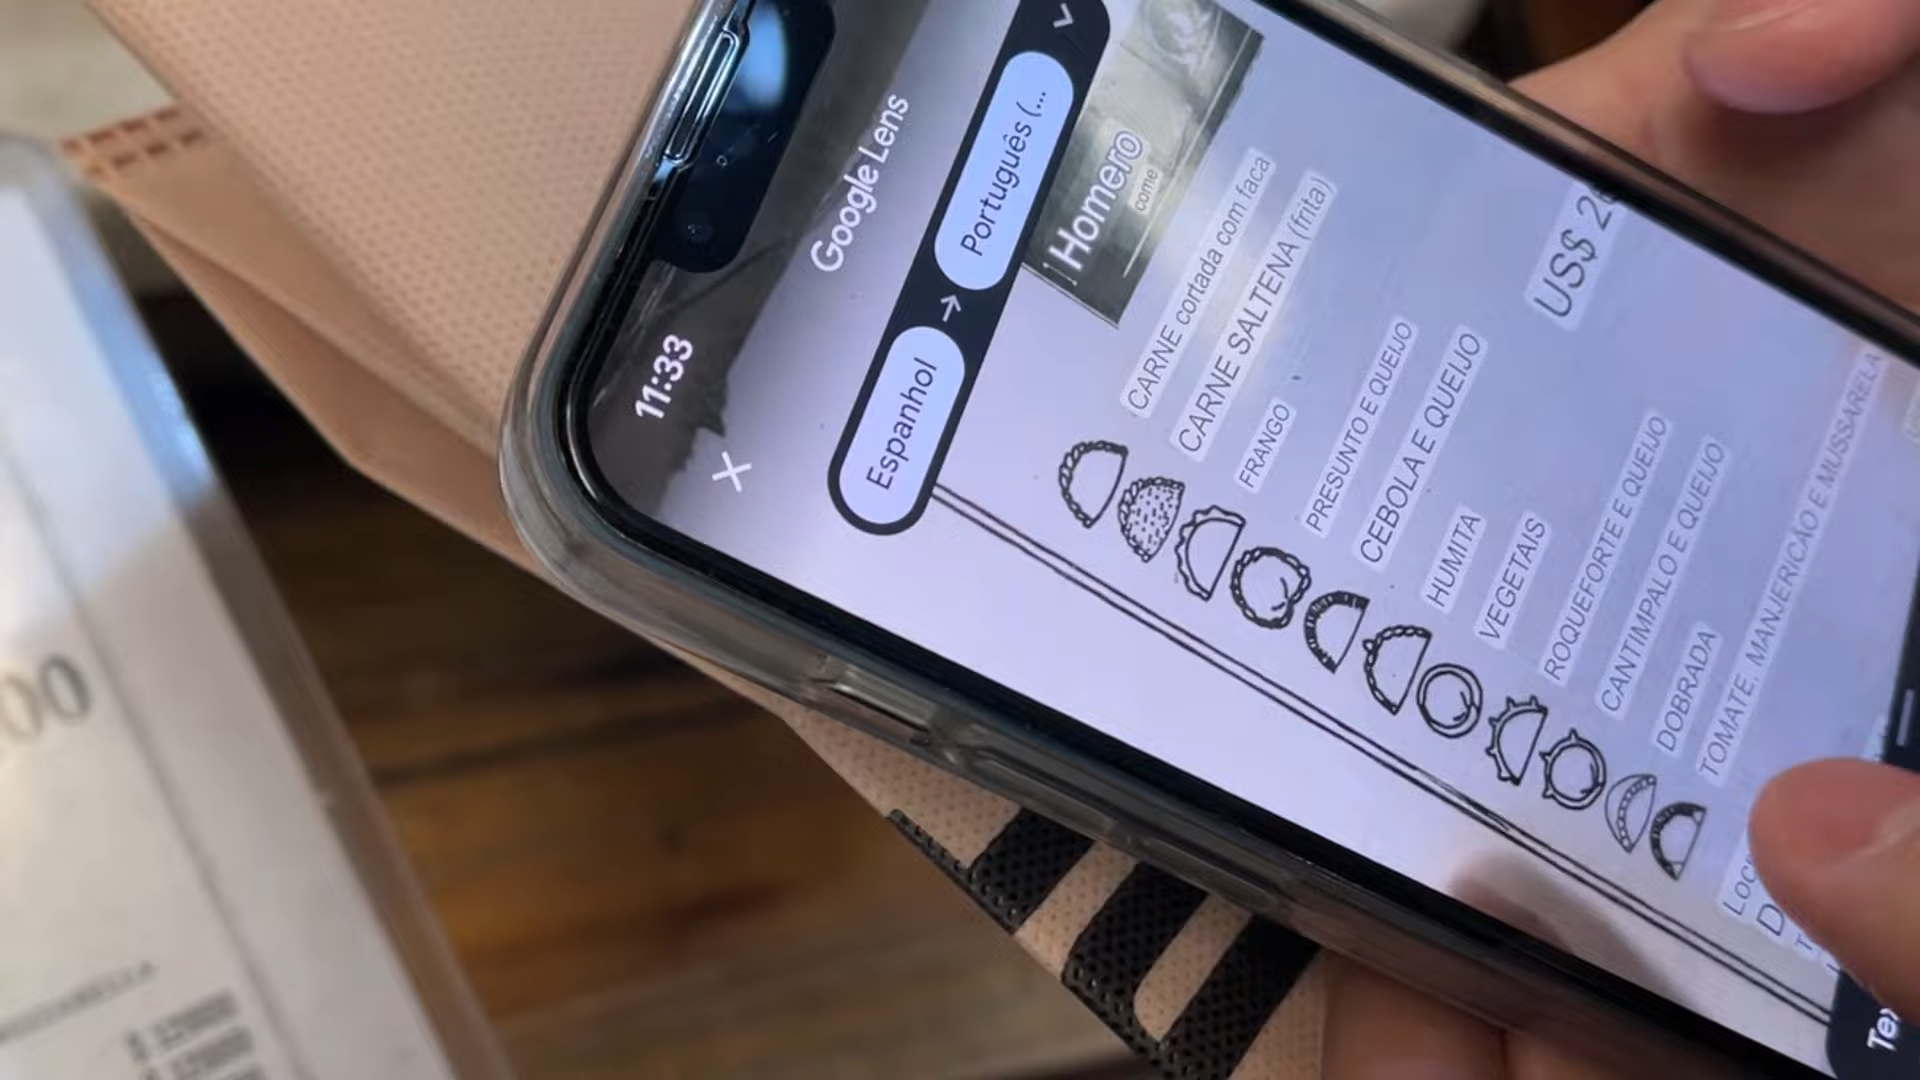 11:33
Google Lens
Espanhol → Português (...
Homero
come
CARNE cortada com faca
CARNE SALTENA (frita)
FRANGO
PRESUNTO E QUEIJO
CEBOLA E QUEIJO
US$ 2
HUMITA
VEGETAIS
ROQUEFORTE E QUEIJO
CANTIMPALO E QUEIJO
DOBRADA
TOMATE, MANJERICÃO E MUSSARELA
00